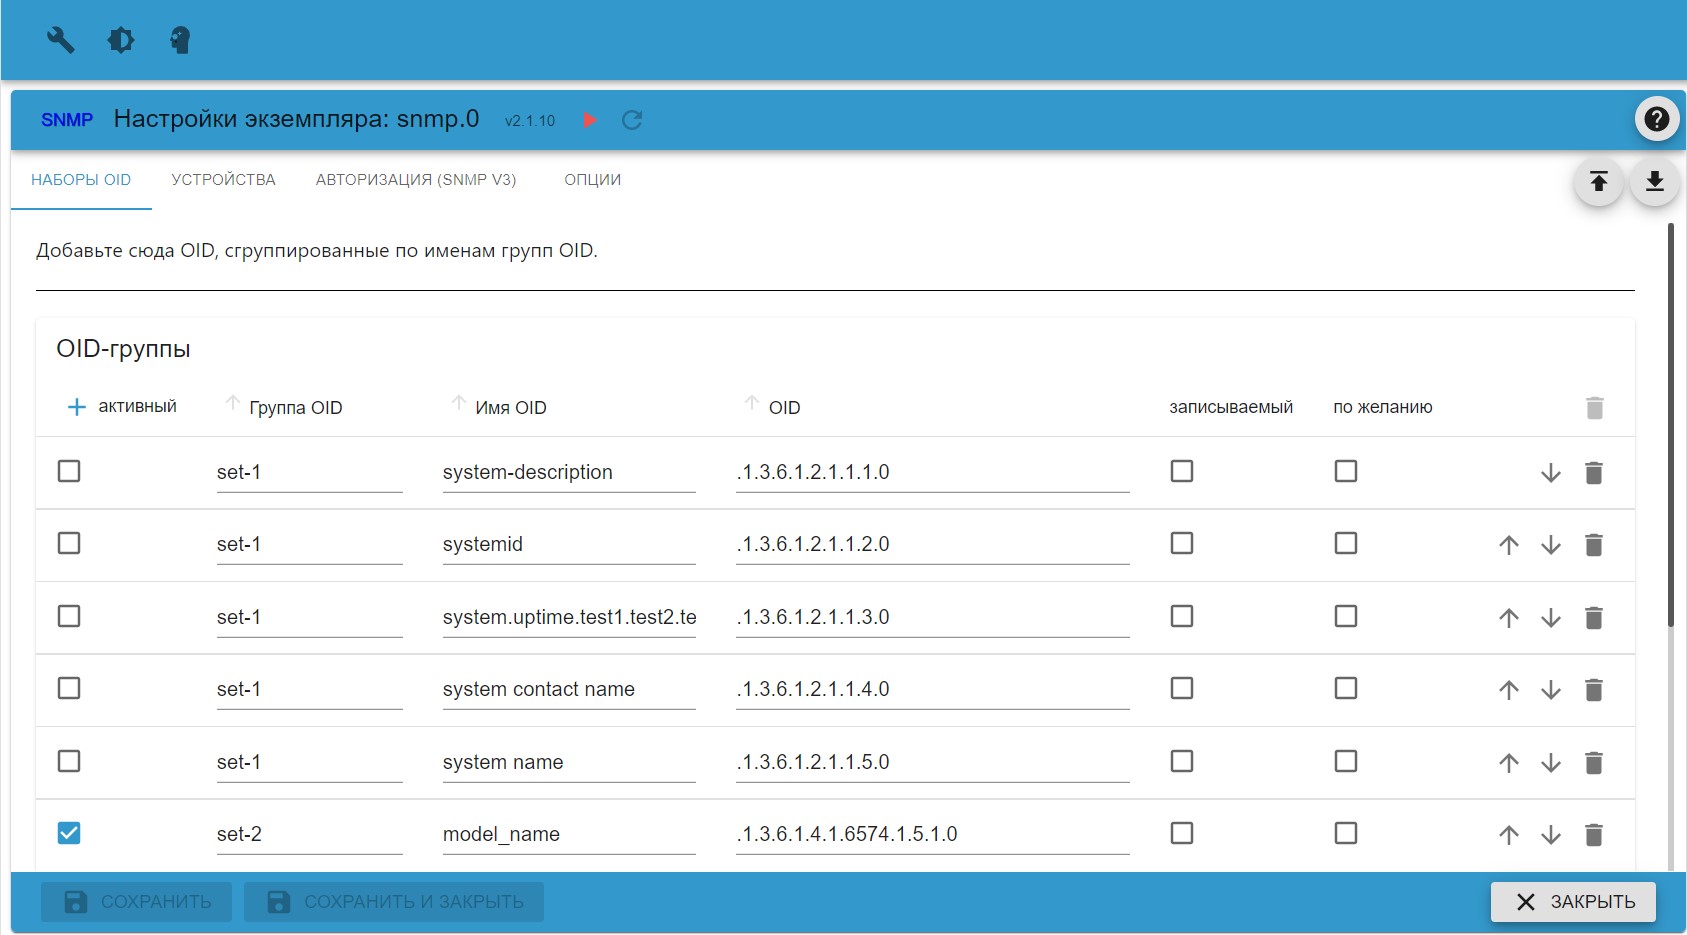 SNMP Настройки экземпляра: snmp.0 v2.1.10
НАБОРЫ OID УСТРОЙСТВА АВТОРИЗАЦИЯ (SNMP V3) ОПЦИИ
Добавьте сюда OID, сгруппированные по именам групп OID.
OID-группы
активный Группа OID Имя OID OID записываемый по желанию
set-1 system-description .1.3.6.1.2.1.1.1.0
set-1 systemid .1.3.6.1.2.1.1.2.0
set-1 system.uptime.test1.test2.te .1.3.6.1.2.1.1.3.0
set-1 system contact name .1.3.6.1.2.1.1.4.0
set-1 system name .1.3.6.1.2.1.1.5.0
set-2 model_name .1.3.6.1.4.1.6574.1.5.1.0
СОХРАНИТЬ СОХРАНИТЬ И ЗАКРЫТЬ ЗАКРЫТЬ